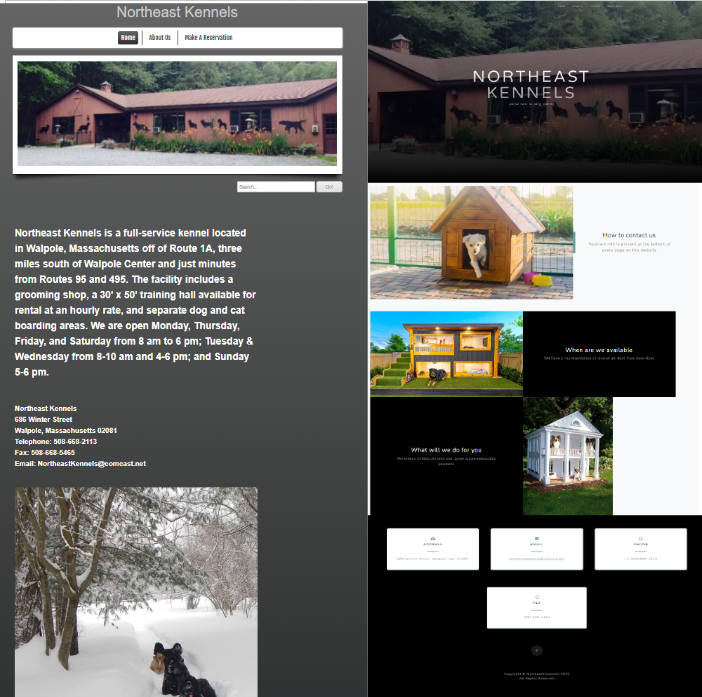 Northeast Kennels
Home
About Us
Make A Reservation
Search...
Go!
Northeast Kennels is a full-service kennel located
in Walpole, Massachusetts off of Route 1A, three
miles south of Walpole Center and just minutes
from Routes 95 and 495. The facility includes a
grooming shop, a 30' x 50' training hall available for
rental at an hourly rate, and separate dog and cat
boarding areas. We are open Monday, Thursday,
Friday, and Saturday from 8 am to 6 pm; Tuesday &
Wednesday from 8-10 am and 4-6 pm; and Sunday
5-6 pm.
Northeast Kennels
686 Winter Street
Walpole, Massachusetts 02081
Telephone: 508-668-2113
Fax: 508-668-5465
Email: NortheastKennels@comcast.net
NORTHEAST
KENNELS
How to contact us
When are we available
What will we do for you
Copyright © Northeast Kennels
All Rights Reserved